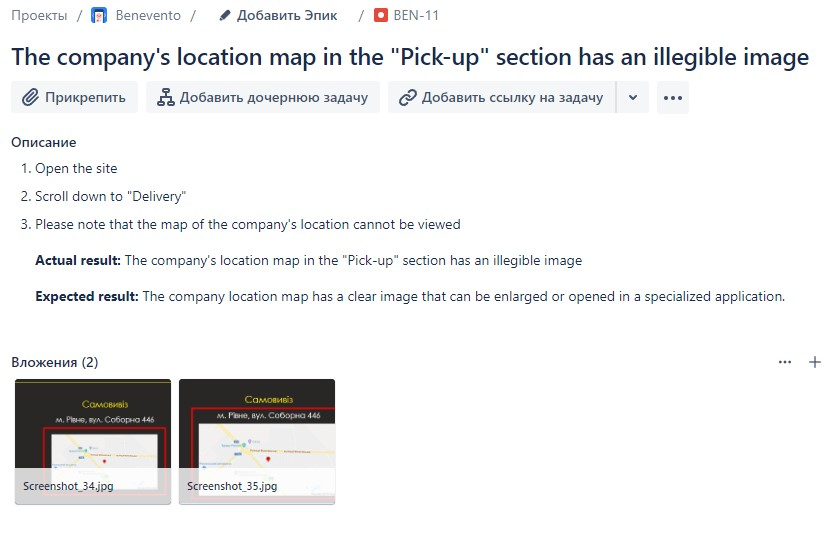 Проекты / Benevento / Добавить Эпик / BEN-11
The company's location map in the "Pick-up" section has an illegible image
Прикрепить Добавить дочернюю задачу Добавить ссылку на задачу
Описание
1. Open the site
2. Scroll down to "Delivery"
3. Please note that the map of the company's location cannot be viewed
Actual result: The company's location map in the "Pick-up" section has an illegible image
Expected result: The company location map has a clear image that can be enlarged or opened in a specialized application.
Вложения (2)
Самовивіз
м. Рівне, вул. Соборна 446
Screenshot_34.jpg
Самовивіз
м. Рівне, вул. Соборна 446
Screenshot_35.jpg